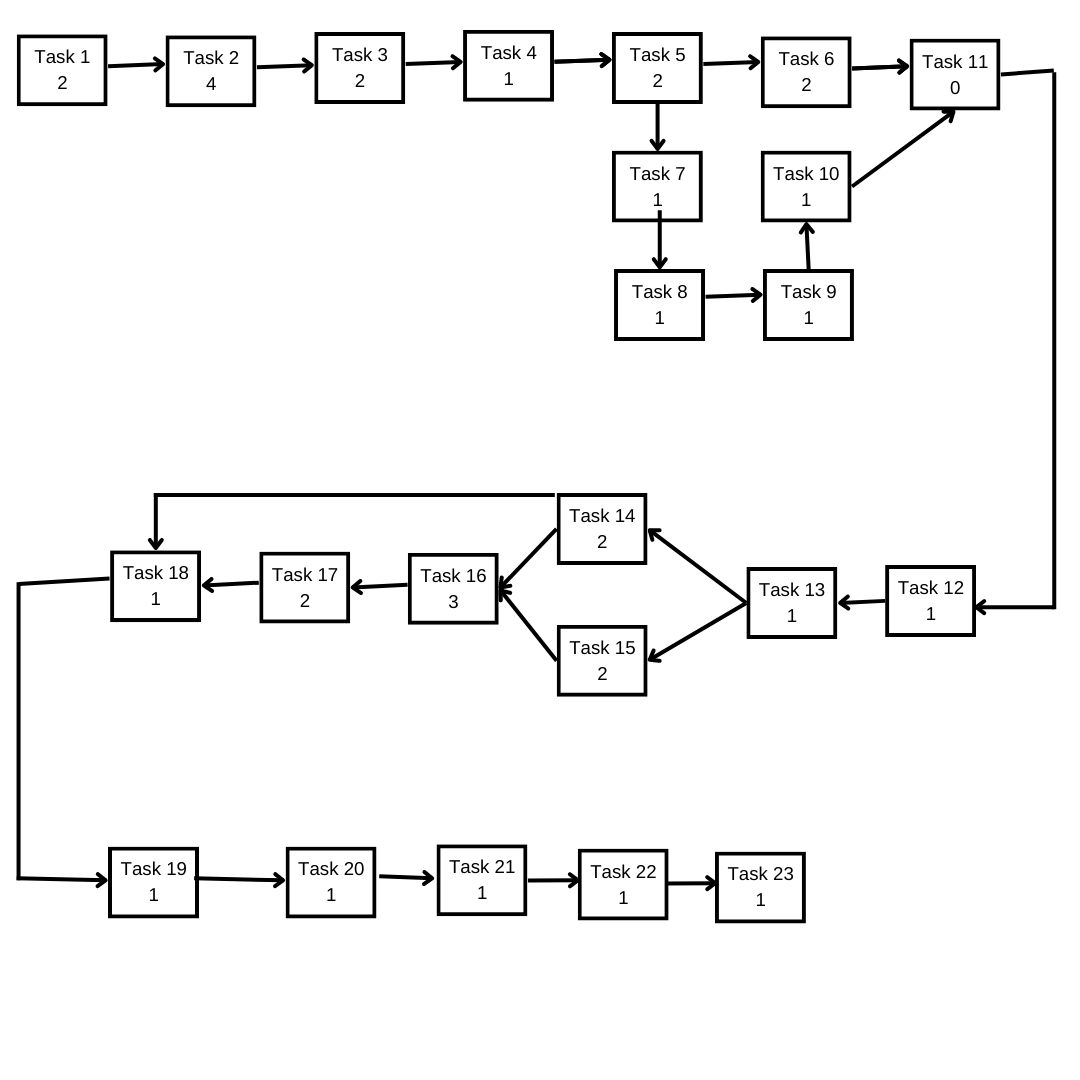 Task 1
2
Task 2
4
Task 3
2
Task 4
1
Task 5
2
Task 6
2
Task 11
0
Task 7
1
Task 10
1
Task 8
1
Task 9
1
Task 14
2
Task 18
1
Task 17
2
Task 16
3
Task 13
1
Task 12
1
Task 15
2
Task 19
1
Task 20
1
Task 21
1
Task 22
1
Task 23
1